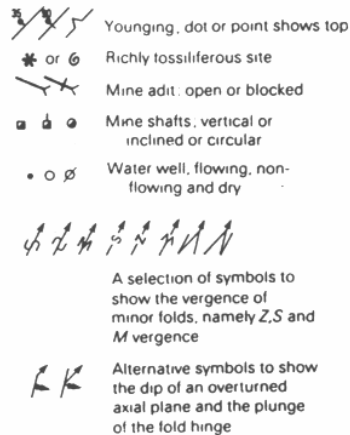 Younging, dot or point shows top
* or 6 Richly tossiliferous site
Mine adit: open or blocked
Mine shafts, vertical or
inclined or circular
Water well, flowing, non-
flowing and dry
A selection of symbols to
show the vergence of
minor folds, namely Z,S and
M vergence
Alternative symbols to show
the dip of an overturned
axial plane and the plunge
of the fold hinge